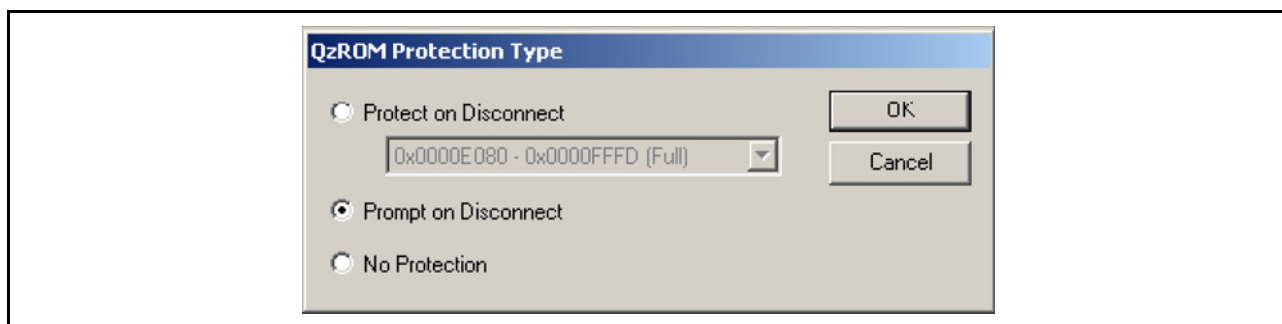 QzROM Protection Type
Protect on Disconnect
OK
0x0000E080 - 0x0000FFFD (Full)
Cancel
Prompt on Disconnect
No Protection